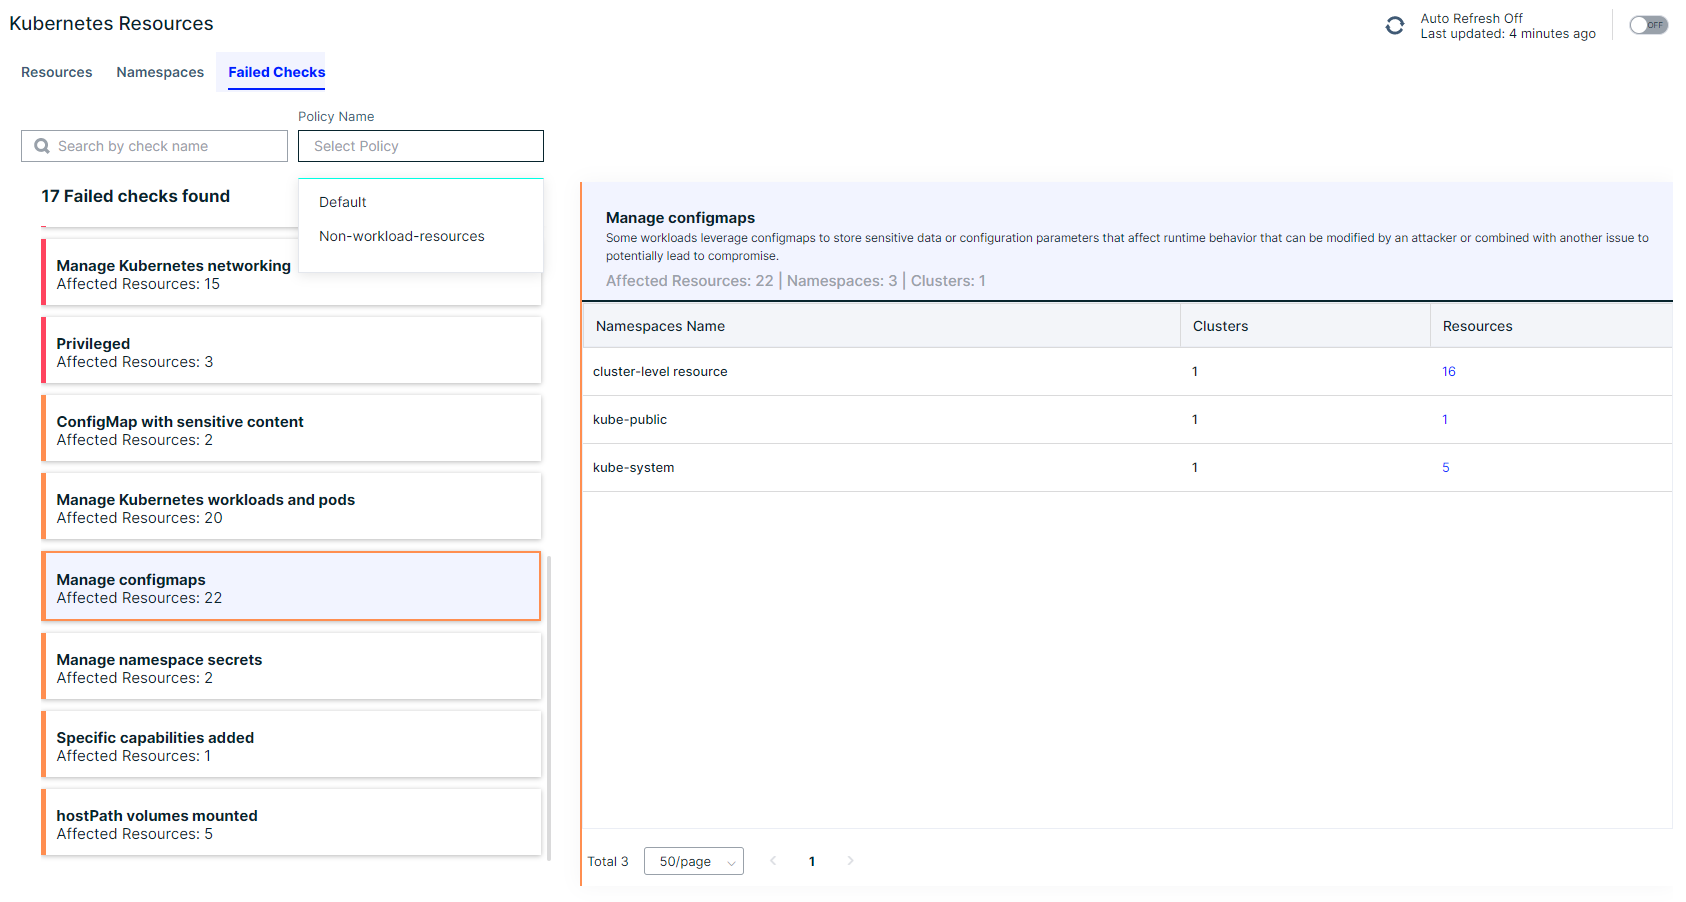 Kubernetes Resources
Auto Refresh Off
Last updated: 4 minutes ago
OFF
Resources
Namespaces
Failed Checks
Policy Name
Search by check name
Select Policy
17 Failed checks found
Default
Non-workload-resources
Manage Kubernetes networking
Affected Resources: 15
Privileged
Affected Resources: 3
ConfigMap with sensitive content
Affected Resources: 2
Manage Kubernetes workloads and pods
Affected Resources: 20
Manage configmaps
Affected Resources: 22
Manage namespace secrets
Affected Resources: 2
Specific capabilities added
Affected Resources: 1
hostPath volumes mounted
Affected Resources: 5
Manage configmaps
Some workloads leverage configmaps to store sensitive data or configuration parameters that affect runtime behavior that can be modified by an attacker or combined with another issue to
potentially lead to compromise.
Affected Resources: 22 | Namespaces: 3 | Clusters: 1
Namespaces Name Clusters Resources
cluster-level resource 1 16
kube-public 1 1
kube-system 1 5
Total 3 50/page 1